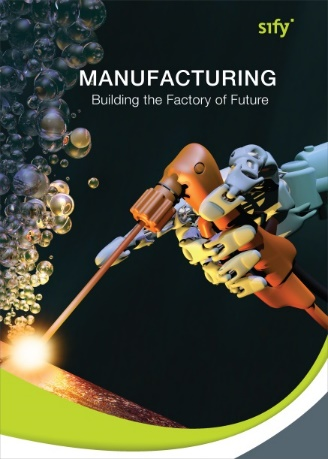 sify
MANUFACTURING
Building the Factory of Future